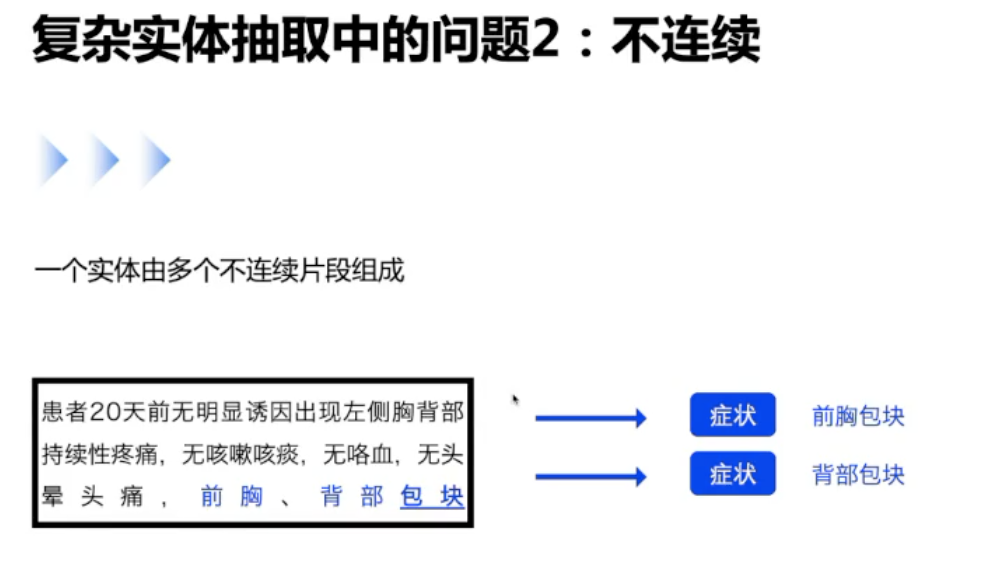 复杂实体抽取中的问题2：不连续
一个实体由多个不连续片段组成
患者20天前无明显诱因出现左侧胸背部
持续性疼痛，无咳嗽咳痰，无咯血，无头
晕头痛，前胸、背部包块
症状 前胸包块
症状 背部包块